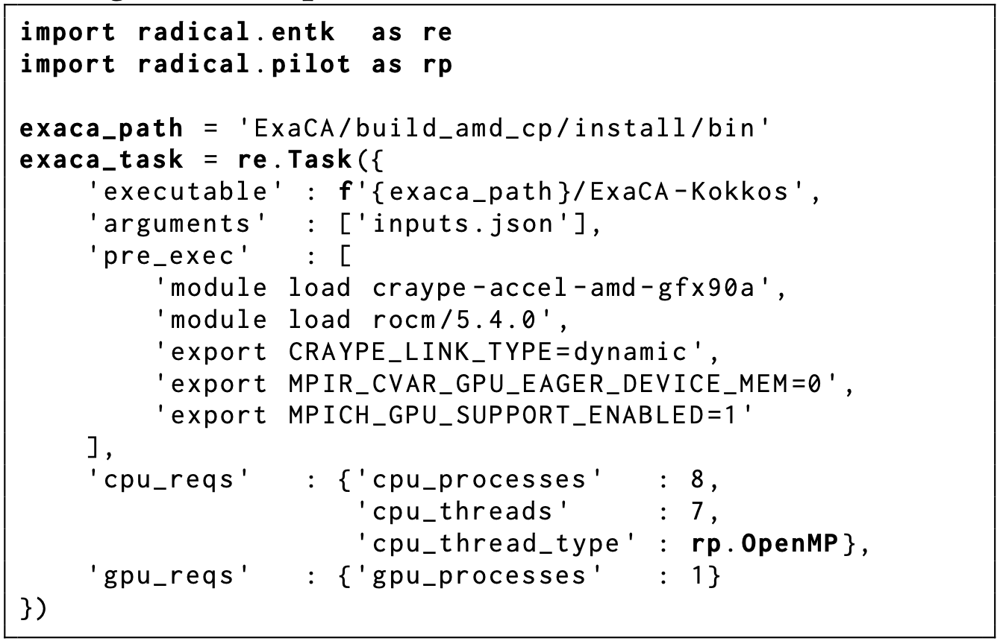 import radical.entk  as re
import radical.pilot as rp
exaca_path = 'ExaCA/build_amd_cp/install/bin'
exaca_task = re.Task({
    'executable' : f'{exaca_path}/ExaCA-Kokkos',
    'arguments'  : ['inputs.json'],
    'pre_exec'   : [
        'module load craype-accel-amd-gfx90a',
        'module load rocm/5.4.0',
        'export CRAYPE_LINK_TYPE=dynamic',
        'export MPIR_CVAR_GPU_EAGER_DEVICE_MEM=0',
        'export MPICH_GPU_SUPPORT_ENABLED=1'
    ],
    'cpu_reqs'   : {'cpu_processes'   : 8,
                    'cpu_threads'     : 7,
                    'cpu_thread_type' : rp.OpenMP},
    'gpu_reqs'   : {'gpu_processes'   : 1}
})